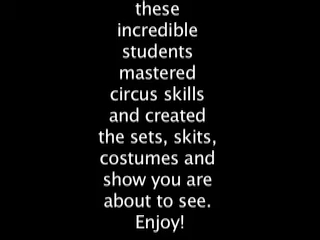 these
incredible
students
mastered
circus skills
and created
the sets, skits,
costumes and
show you are
about to see.
Enjoy!